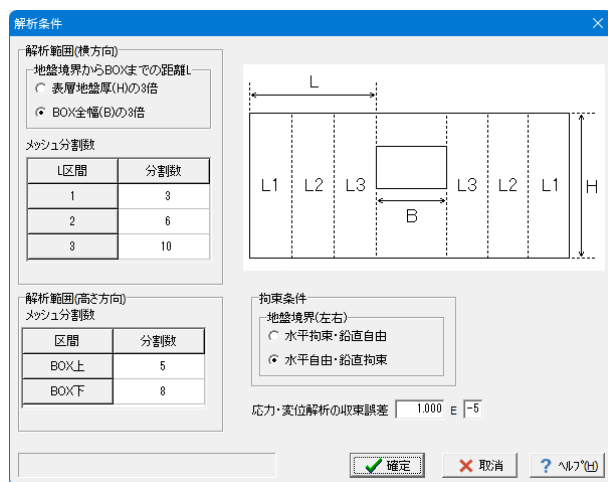 解析条件
解析範囲(横方向)
地盤境界からBOXまでの距離L
表層地盤厚(H)の3倍
BOX全幅(B)の3倍
メッシュ分割数
L区間 分割数
1 3
2 6
3 10
L
L1 L2 L3 L3 L2 L1 H
B
解析範囲(高さ方向)
メッシュ分割数
区間 分割数
BOX上 5
BOX下 8
拘束条件
地盤境界(左右)
水平拘束・鉛直自由
水平自由・鉛直拘束
応力・変位解析の収束誤差 1.000 E -5
確定 取消 ? ヘルプ(H)